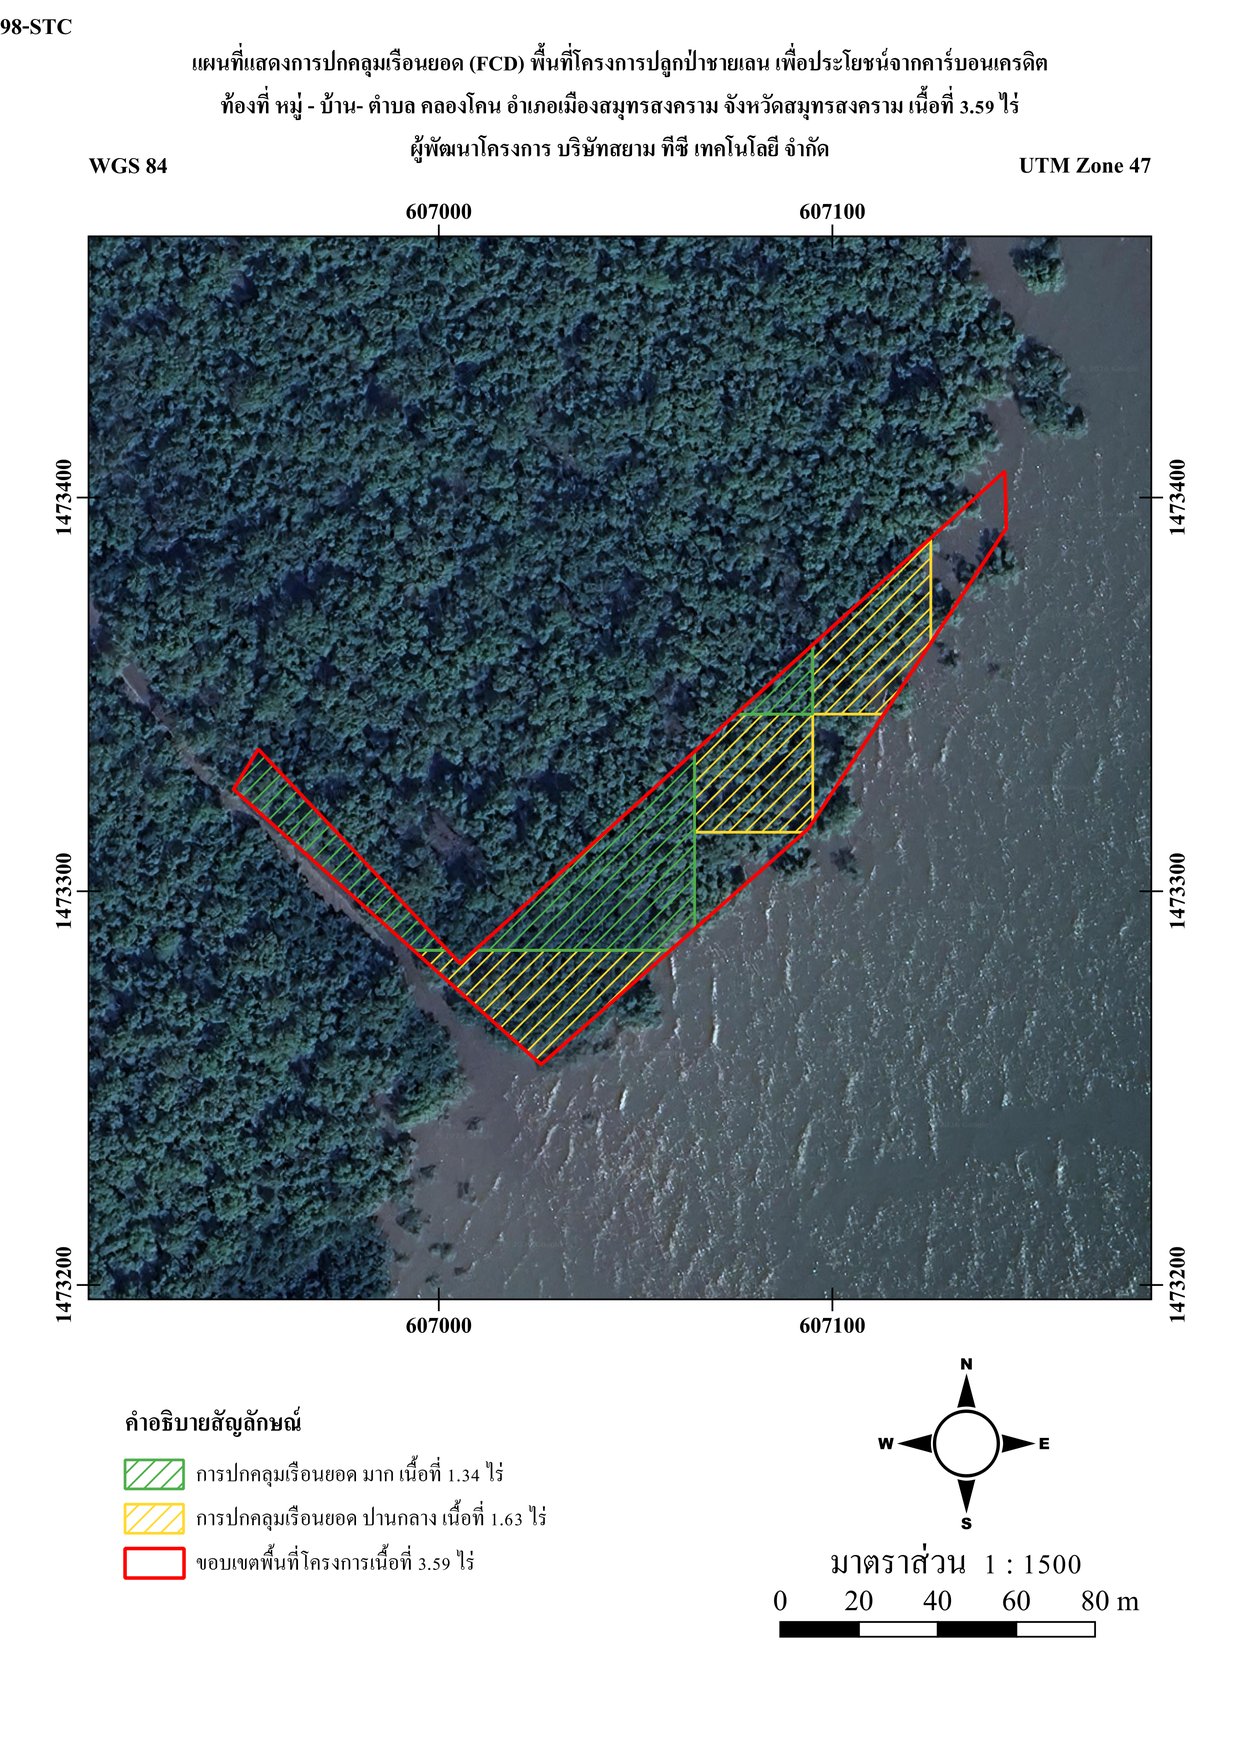 98-STC
แผนที่แสดงการปกคลุมเรือนยอด (FCD) พื้นที่โครงการปลูกป่าชายเลน เพื่อประโยชน์จากคาร์บอนเครดิต
ท้องที่ หมู่ - บ้าน- ตำบล คลองโคน อำเภอเมืองสมุทรสงคราม จังหวัดสมุทรสงคราม เนื้อที่ 3.59 ไร่
ผู้พัฒนาโครงการ บริษัทสยาม ทีซี เทคโนโลยี จำกัด
WGS 84
UTM Zone 47
607000
607100
1473400
1473400
1473300
1473300
1473200
1473200
607000
607100
คำอธิบายสัญลักษณ์
การปกคลุมเรือนยอด มาก เนื้อที่ 1.34 ไร่
การปกคลุมเรือนยอด ปานกลาง เนื้อที่ 1.63 ไร่
ขอบเขตพื้นที่โครงการเนื้อที่ 3.59 ไร่
N
W
E
S
มาตราส่วน 1 : 1500
0 20 40 60 80 m